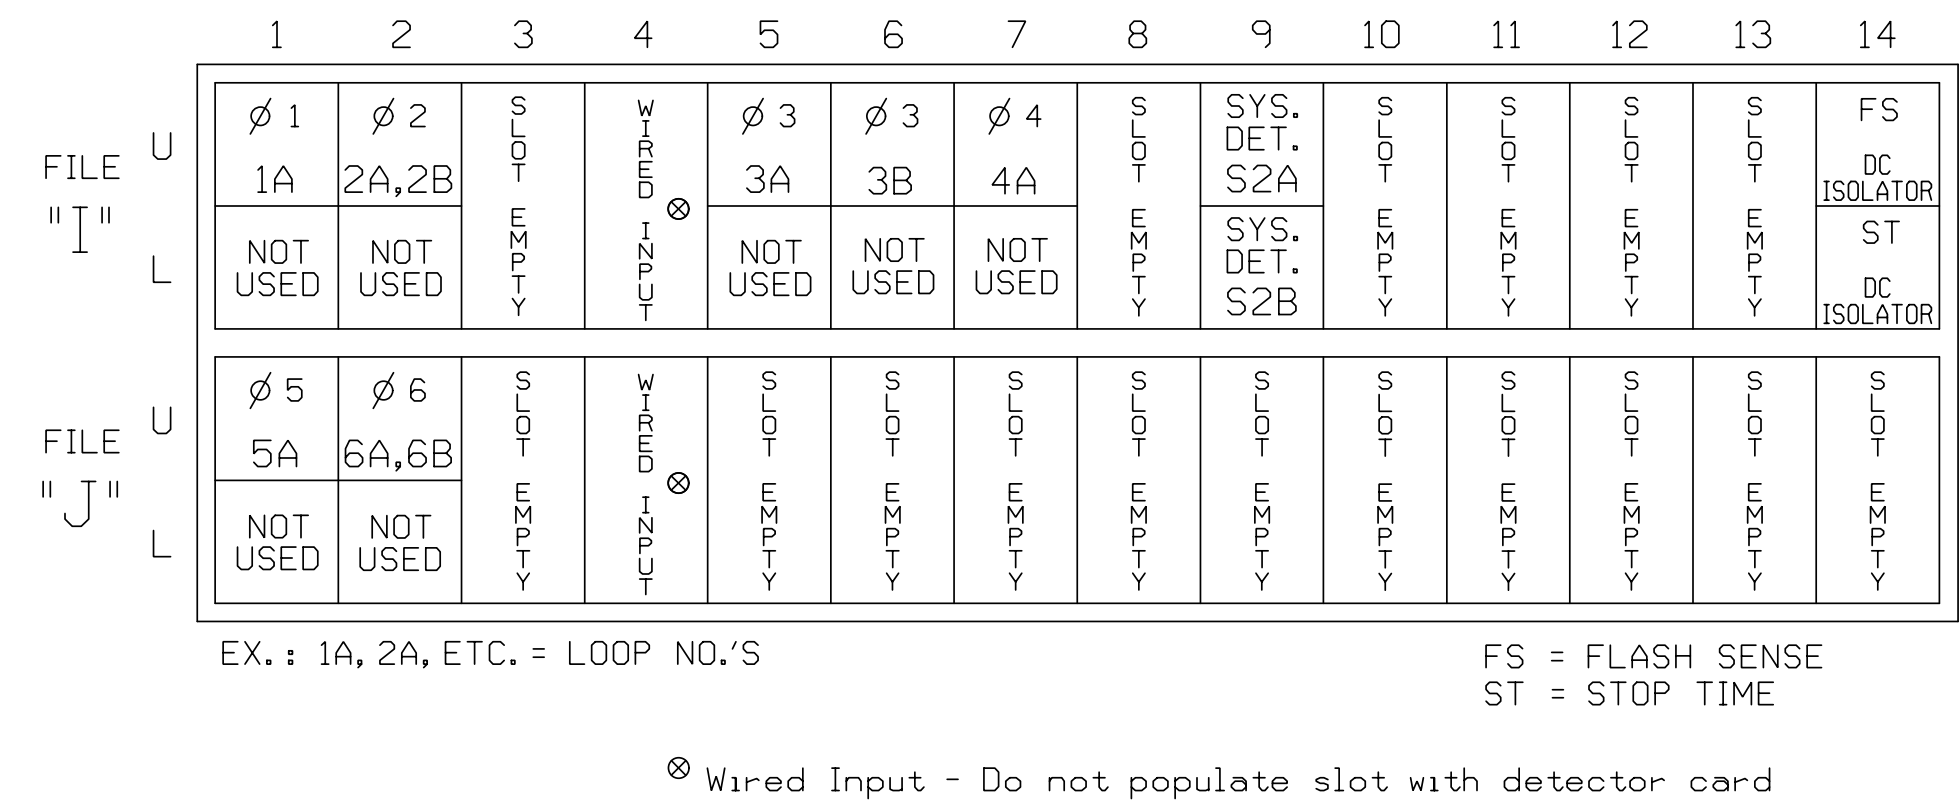 1 2 3 4 5 6 7 8 9 10 11 12 13 14
FILE
"I"
U
L
Ø 1
1A
NOT
USED
Ø 2
2A,2B
NOT
USED
SLOT EMPTY
WIRED INPUT
Ø 3
3A
NOT
USED
Ø 3
3B
NOT
USED
Ø 4
4A
NOT
USED
SLOT EMPTY
SYS.
DET.
S2A
SYS.
DET.
S2B
SLOT EMPTY
SLOT EMPTY
SLOT EMPTY
SLOT EMPTY
FS
DC
ISOLATOR
ST
DC
ISOLATOR
FILE
"J"
U
L
Ø 5
5A
NOT
USED
Ø 6
6A,6B
NOT
USED
SLOT EMPTY
WIRED INPUT
SLOT EMPTY
SLOT EMPTY
SLOT EMPTY
SLOT EMPTY
SLOT EMPTY
SLOT EMPTY
SLOT EMPTY
SLOT EMPTY
SLOT EMPTY
SLOT EMPTY
EX.: 1A, 2A, ETC. = LOOP NO.'S
FS = FLASH SENSE
ST = STOP TIME
⊗ Wired Input - Do not populate slot with detector card